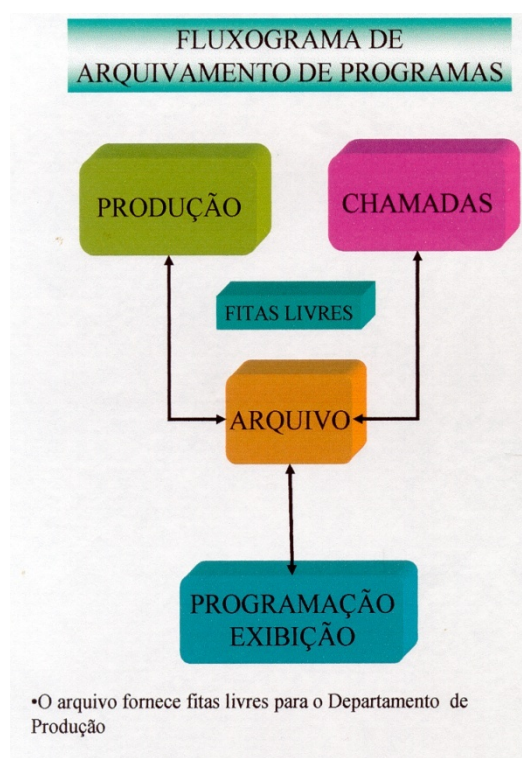 FLUXOGRAMA DE
ARQUIVAMENTO DE PROGRAMAS
PRODUÇÃO
CHAMADAS
FITAS LIVRES
ARQUIVO
PROGRAMAÇÃO
EXIBIÇÃO
•O arquivo fornece fitas livres para o Departamento de
Produção